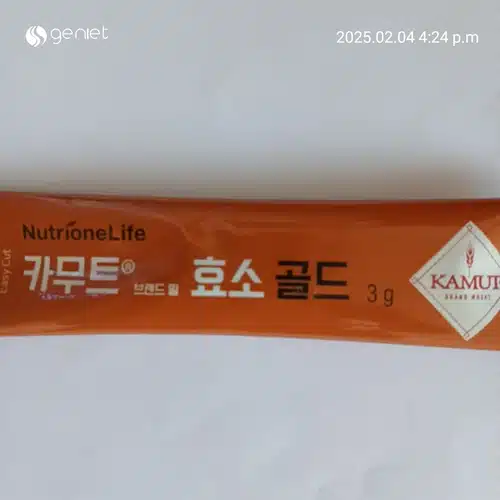 geniet
2025.02.04 4:24 p.m
Easy Cut
NutrioneLife
카무트® 브랜드 밀 효소 골드 3 g
KAMUT
BRAND WHEAT